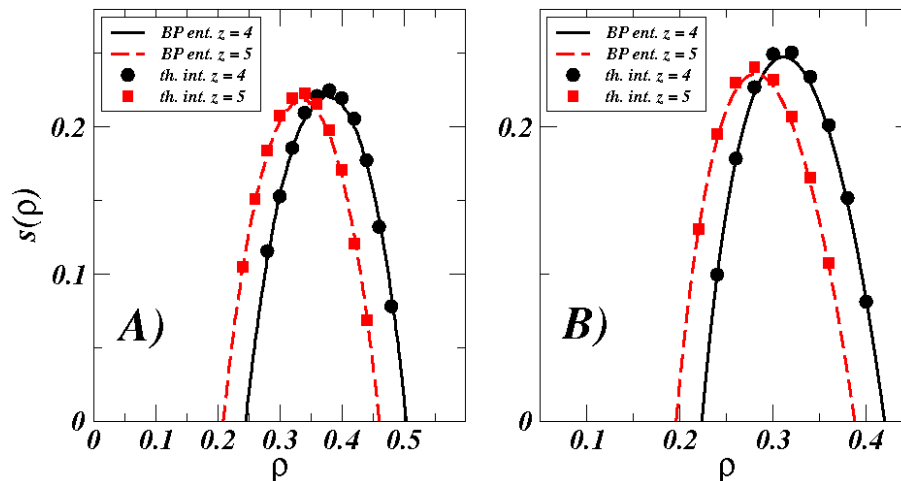 BP ent. z = 4
BP ent. z = 5
th. int. z = 4
th. int. z = 5
0.2
0.1
0
s(ρ)
A)
0 0.1 0.2 0.3 0.4 0.5
ρ
BP ent. z = 4
BP ent. z = 5
th. int. z = 4
th. int. z = 5
0.2
0
B)
0.1 0.2 0.3 0.4
ρ